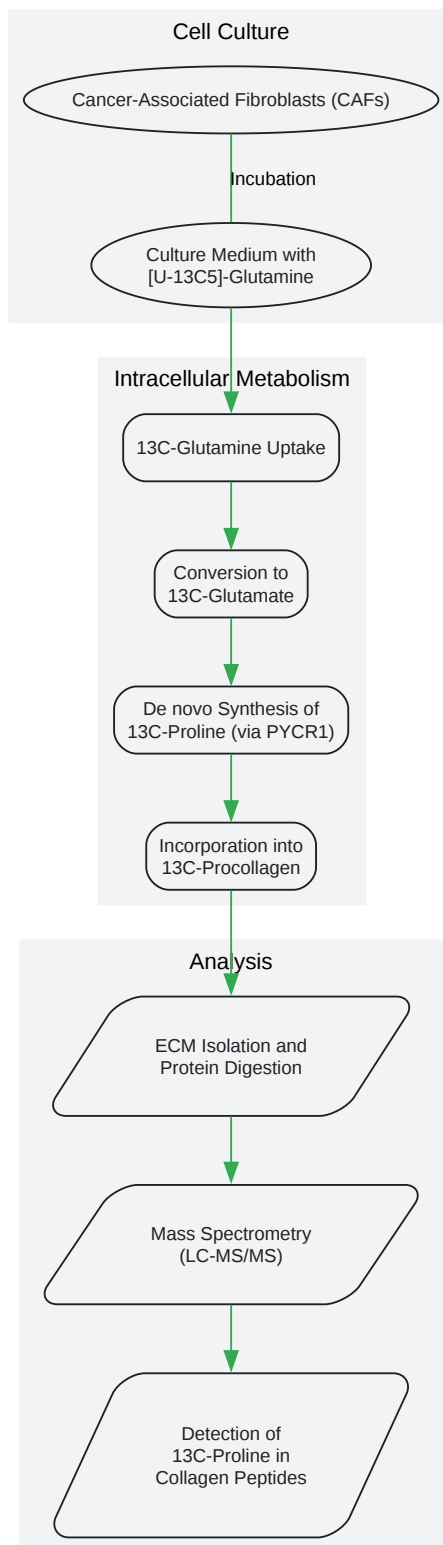 Cell Culture
Cancer-Associated Fibroblasts (CAFs)
Incubation
Culture Medium with
[U-13C5]-Glutamine
Intracellular Metabolism
13C-Glutamine Uptake
Conversion to
13C-Glutamate
De novo Synthesis of
13C-Proline (via PYCR1)
Incorporation into
13C-Procollagen
Analysis
ECM Isolation and
Protein Digestion
Mass Spectrometry
(LC-MS/MS)
Detection of
13C-Proline in
Collagen Peptides